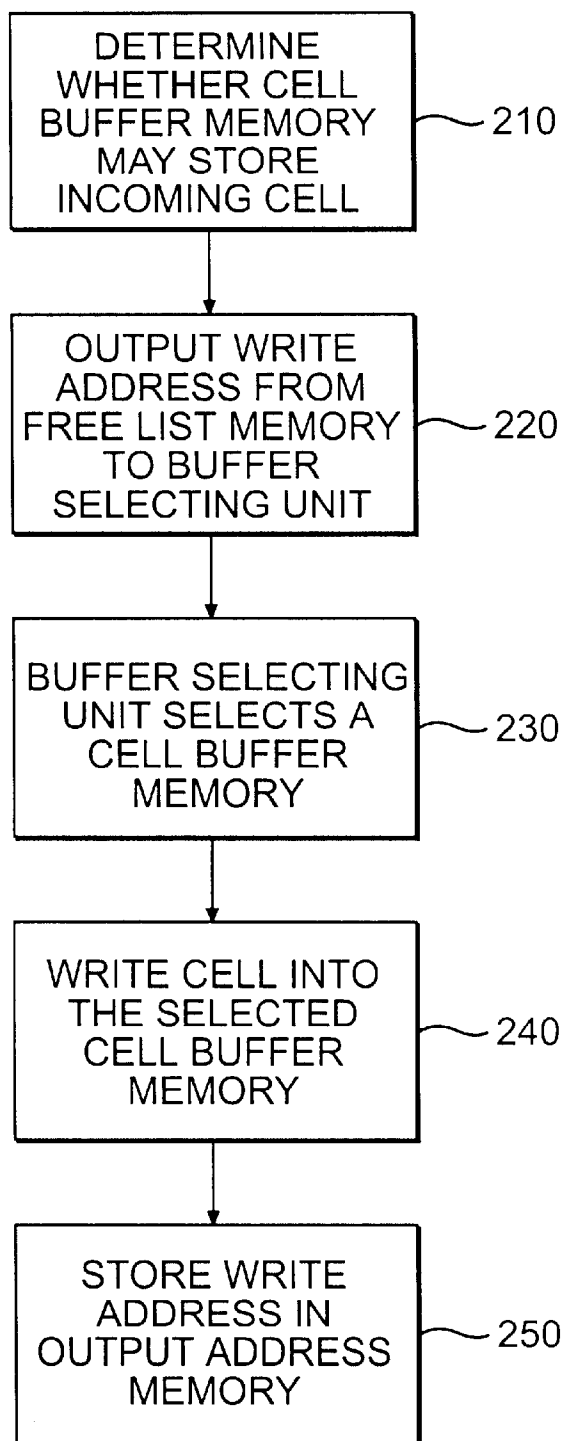 DETERMINE
WHETHER CELL
BUFFER MEMORY
MAY STORE
INCOMING CELL
210
OUTPUT WRITE
ADDRESS FROM
FREE LIST MEMORY
TO BUFFER
SELECTING UNIT
220
BUFFER SELECTING
UNIT SELECTS A
CELL BUFFER
MEMORY
230
WRITE CELL INTO
THE SELECTED
CELL BUFFER
MEMORY
240
STORE WRITE
ADDRESS IN
OUTPUT ADDRESS
MEMORY
250